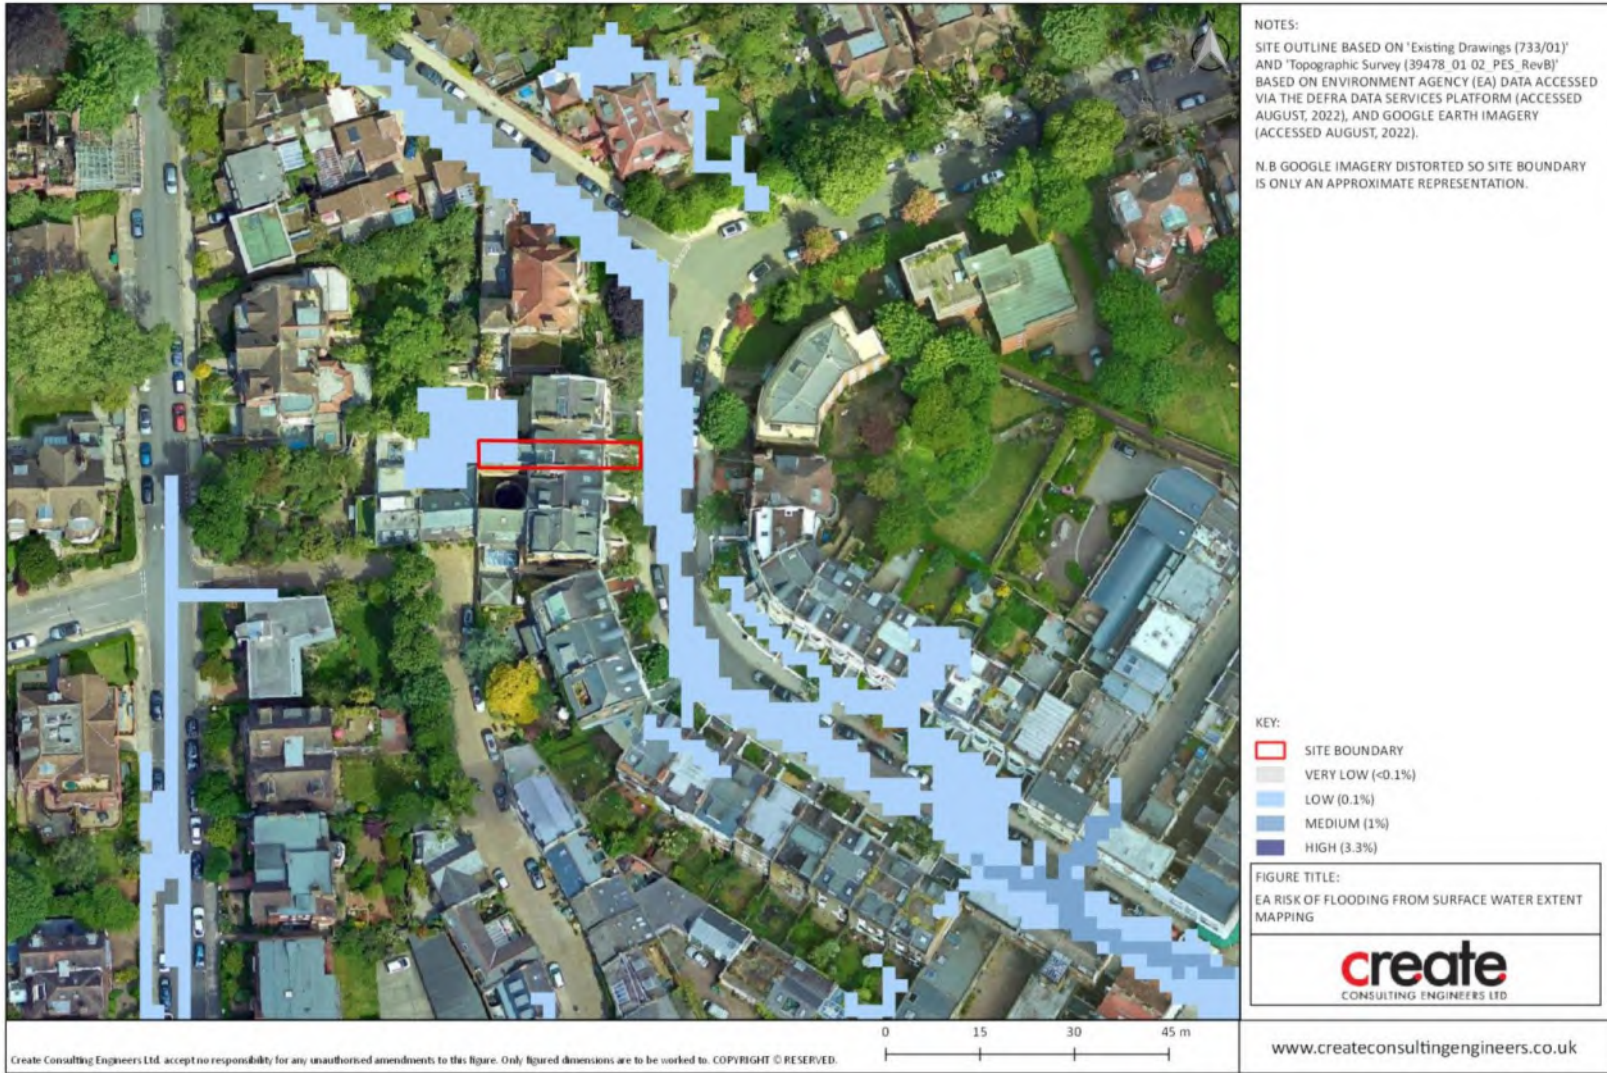 N
NOTES:
SITE OUTLINE BASED ON 'Existing Drawings (733/01)'
AND 'Topographic Survey (39478_01 02_PES_RevB)'
BASED ON ENVIRONMENT AGENCY (EA) DATA ACCESSED
VIA THE DEFRA DATA SERVICES PLATFORM (ACCESSED
AUGUST, 2022), AND GOOGLE EARTH IMAGERY
(ACCESSED AUGUST, 2022).
N.B GOOGLE IMAGERY DISTORTED SO SITE BOUNDARY
IS ONLY AN APPROXIMATE REPRESENTATION.
KEY:
SITE BOUNDARY
VERY LOW (<0.1%)
LOW (0.1%)
MEDIUM (1%)
HIGH (3.3%)
FIGURE TITLE:
EA RISK OF FLOODING FROM SURFACE WATER EXTENT
MAPPING
create
CONSULTING ENGINEERS LTD
0 15 30 45 m
Create Consulting Engineers Ltd. accept no responsibility for any unauthorised amendments to this figure. Only figured dimensions are to be worked to. COPYRIGHT © RESERVED.
www.createconsultingengineers.co.uk